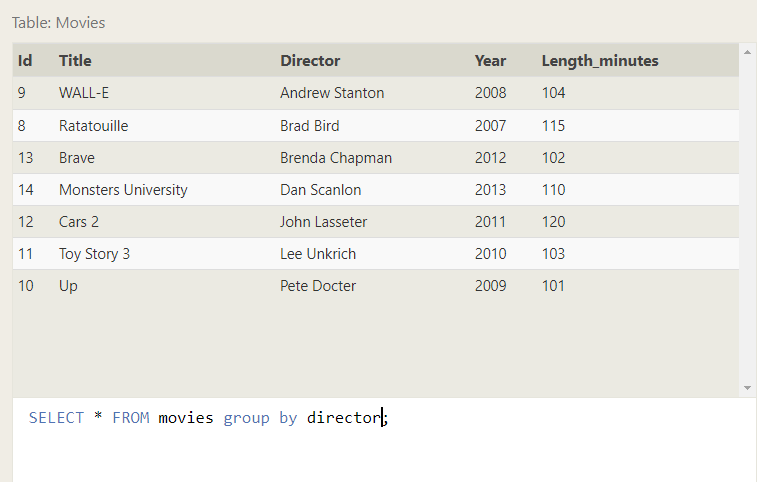 Table: Movies
Id Title Director Year Length_minutes
9 WALL-E Andrew Stanton 2008 104
8 Ratatouille Brad Bird 2007 115
13 Brave Brenda Chapman 2012 102
14 Monsters University Dan Scanlon 2013 110
12 Cars 2 John Lasseter 2011 120
11 Toy Story 3 Lee Unkrich 2010 103
10 Up Pete Docter 2009 101
SELECT * FROM movies group by director;